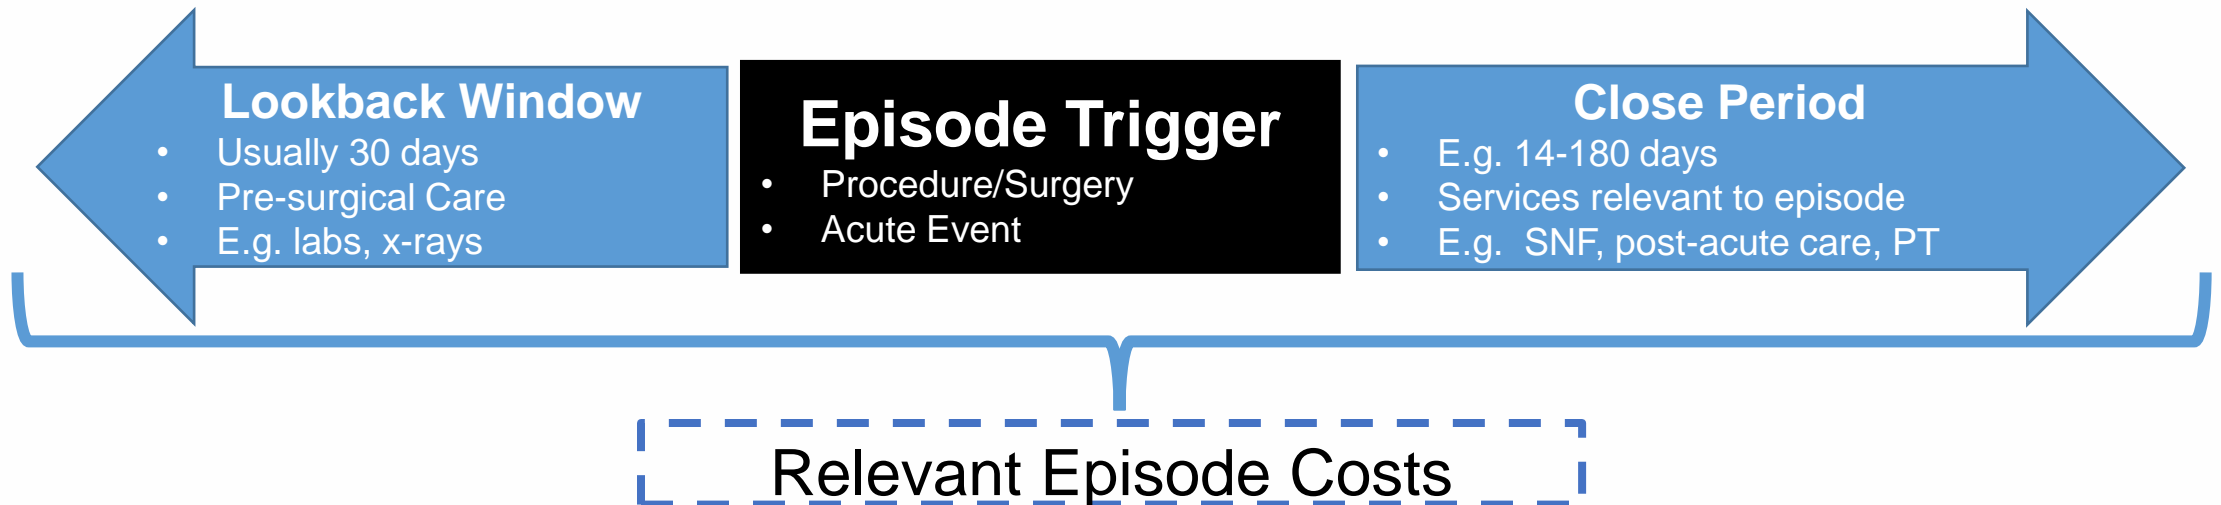 Lookback Window
• Usually 30 days
• Pre-surgical Care
• E.g. labs, x-rays
Episode Trigger
• Procedure/Surgery
• Acute Event
Close Period
• E.g. 14-180 days
• Services relevant to episode
• E.g. SNF, post-acute care, PT
Relevant Episode Costs